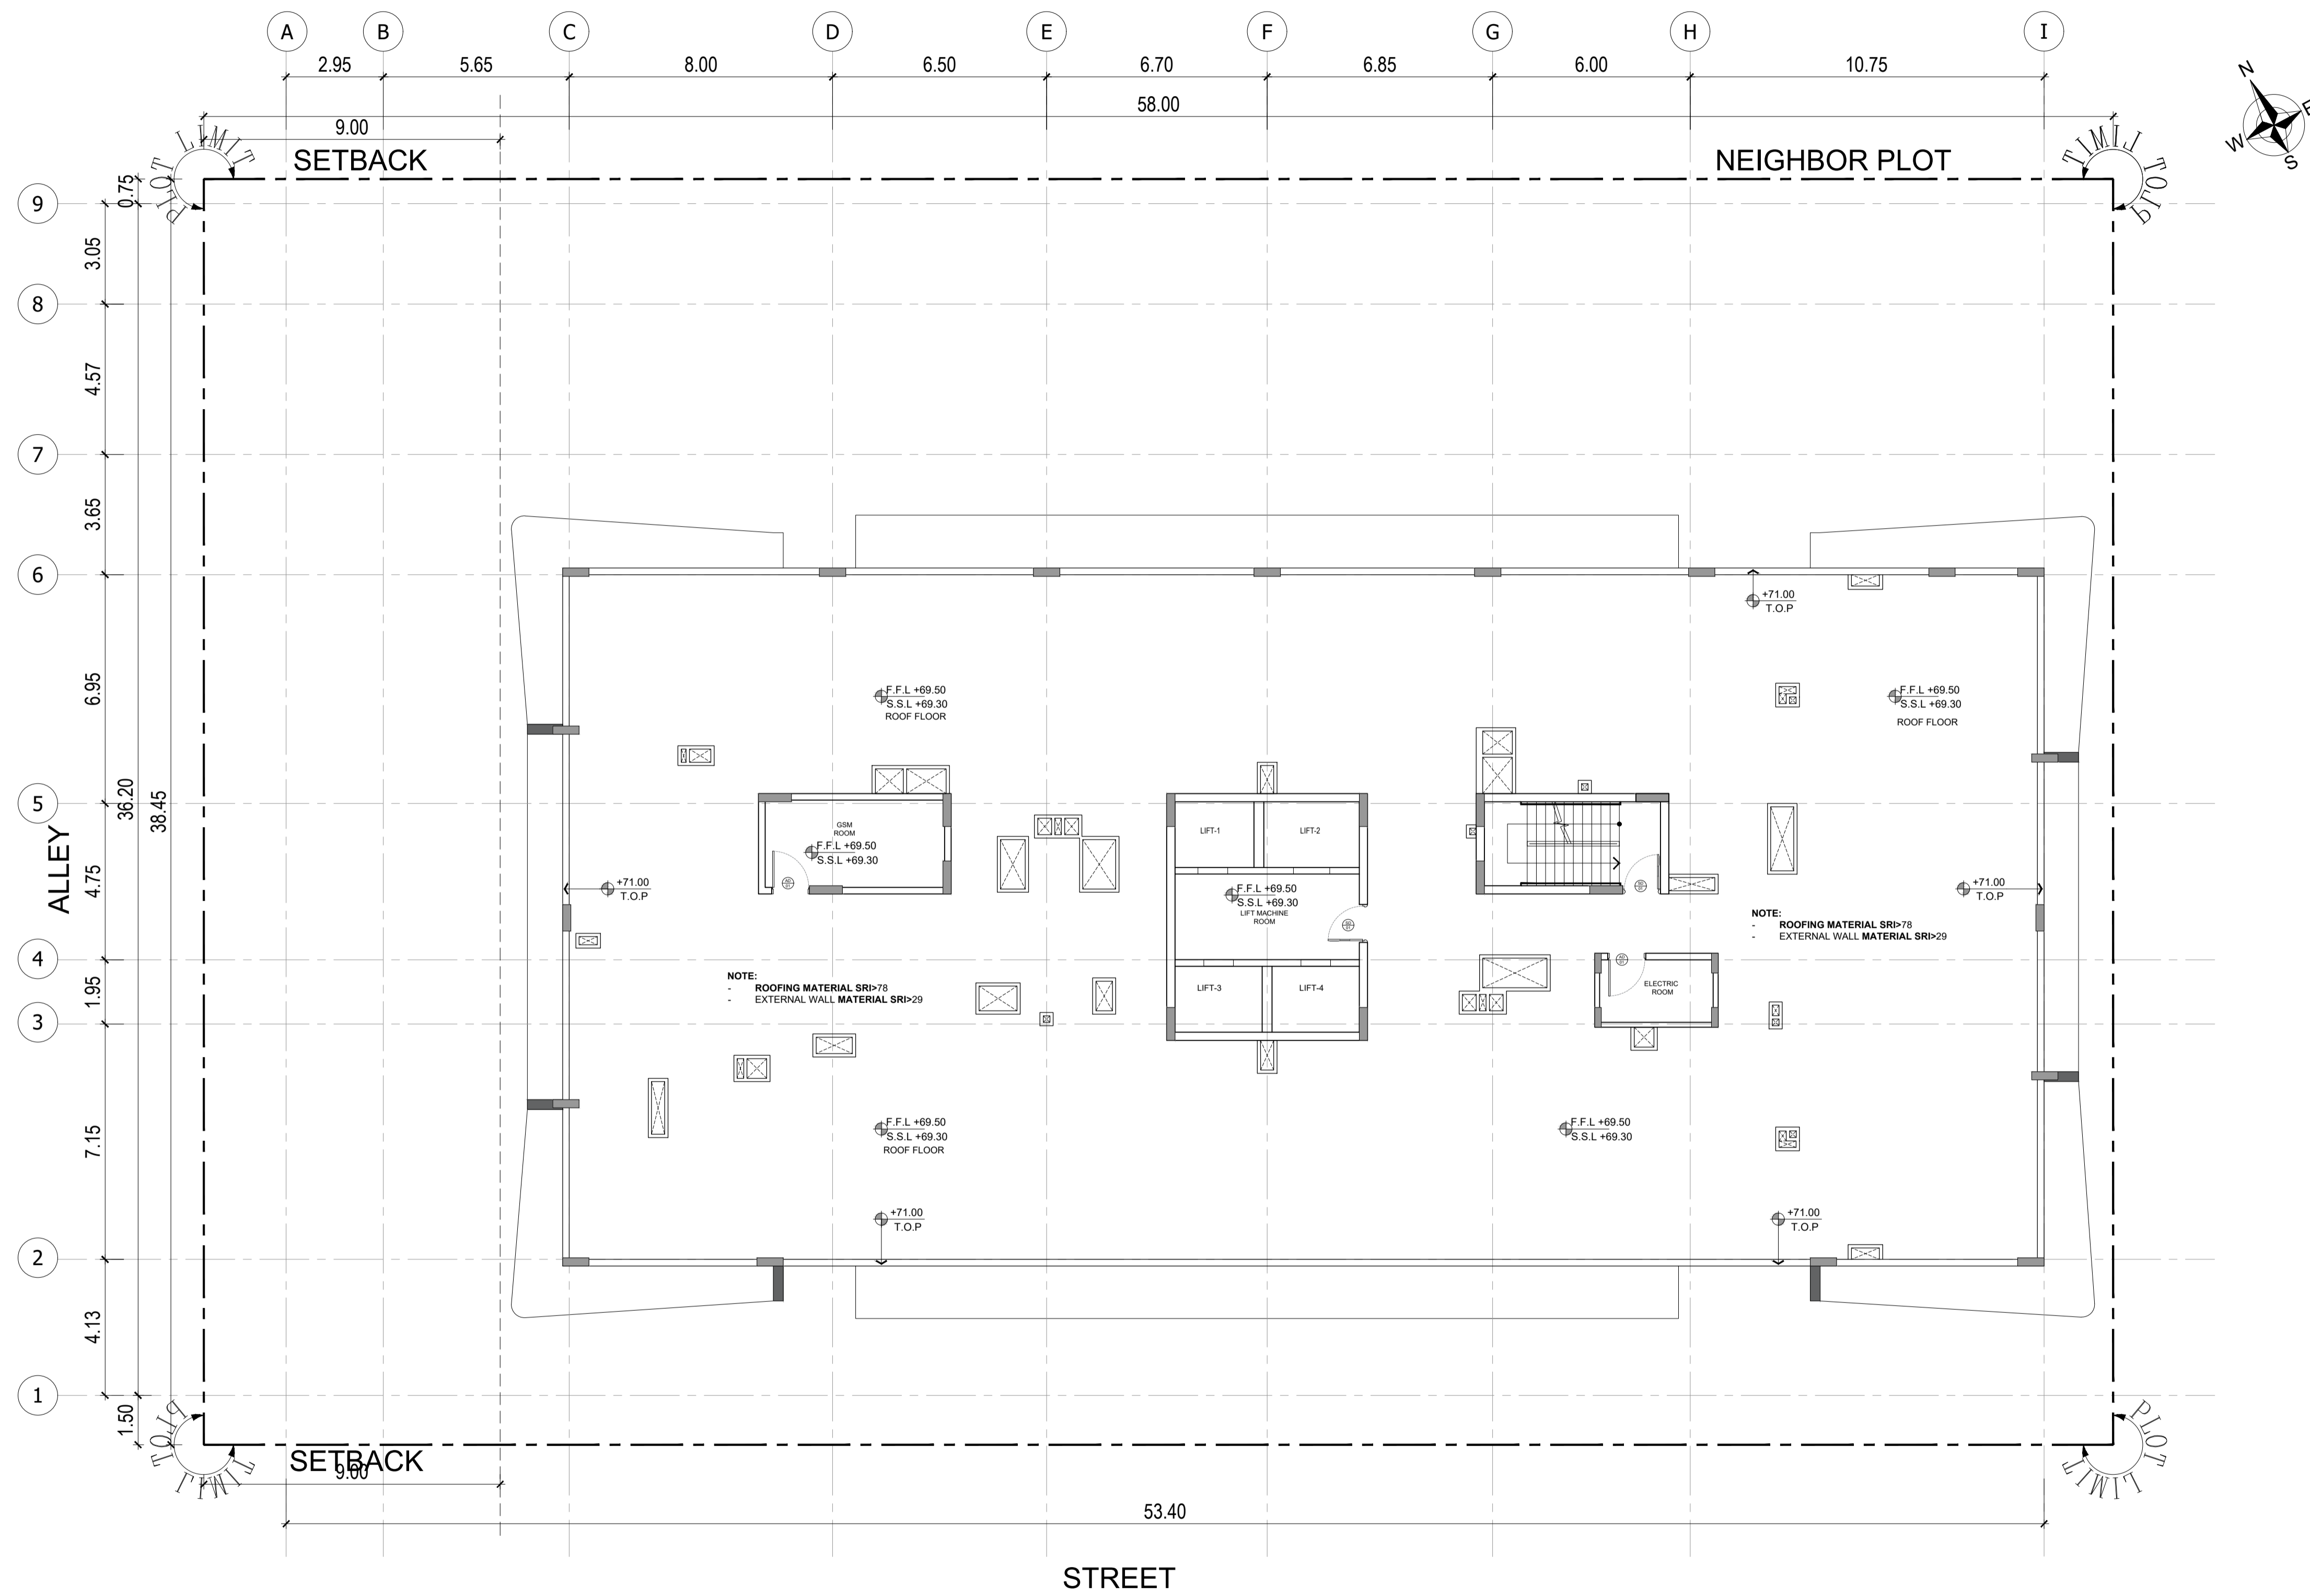 A B C D E F G H I
2.95 5.65 8.00 6.50 6.70 6.85 6.00 10.75
58.00
9.00
N
E
W
S
PLOT LIMIT
SETBACK
NEIGHBOR PLOT
PLOT LIMIT
0.75
9
3.05
8
4.57
7
3.65
6
+71.00
T.O.P
6.95
F.F.L +69.50
S.S.L +69.30
ROOF FLOOR
F.F.L +69.50
S.S.L +69.30
ROOF FLOOR
36.20
38.45
5
ALLEY
GSM
ROOM
F.F.L +69.50
S.S.L +69.30
LIFT-1
LIFT-2
4.75
+71.00
T.O.P
F.F.L +69.50
S.S.L +69.30
LIFT MACHINE
ROOM
+71.00
T.O.P
NOTE:
- ROOFING MATERIAL SRI>78
- EXTERNAL WALL MATERIAL SRI>29
4
NOTE:
- ROOFING MATERIAL SRI>78
- EXTERNAL WALL MATERIAL SRI>29
LIFT-3
LIFT-4
ELECTRIC
ROOM
1.95
3
7.15
F.F.L +69.50
S.S.L +69.30
ROOF FLOOR
F.F.L +69.50
S.S.L +69.30
+71.00
T.O.P
+71.00
T.O.P
2
4.13
1
1.50
PLOT LIMIT
SETBACK
9.00
PLOT LIMIT
53.40
STREET